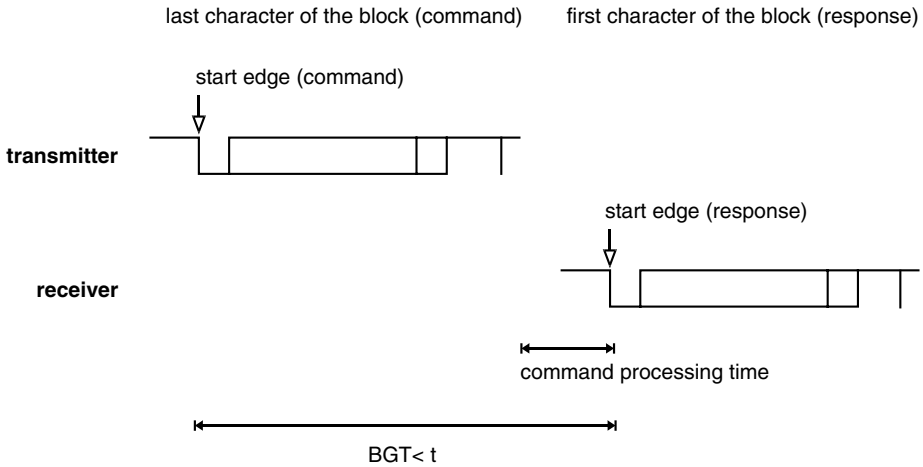 last character of the block (command)
first character of the block (response)
start edge (command)
transmitter
start edge (response)
receiver
command processing time
BGT< t